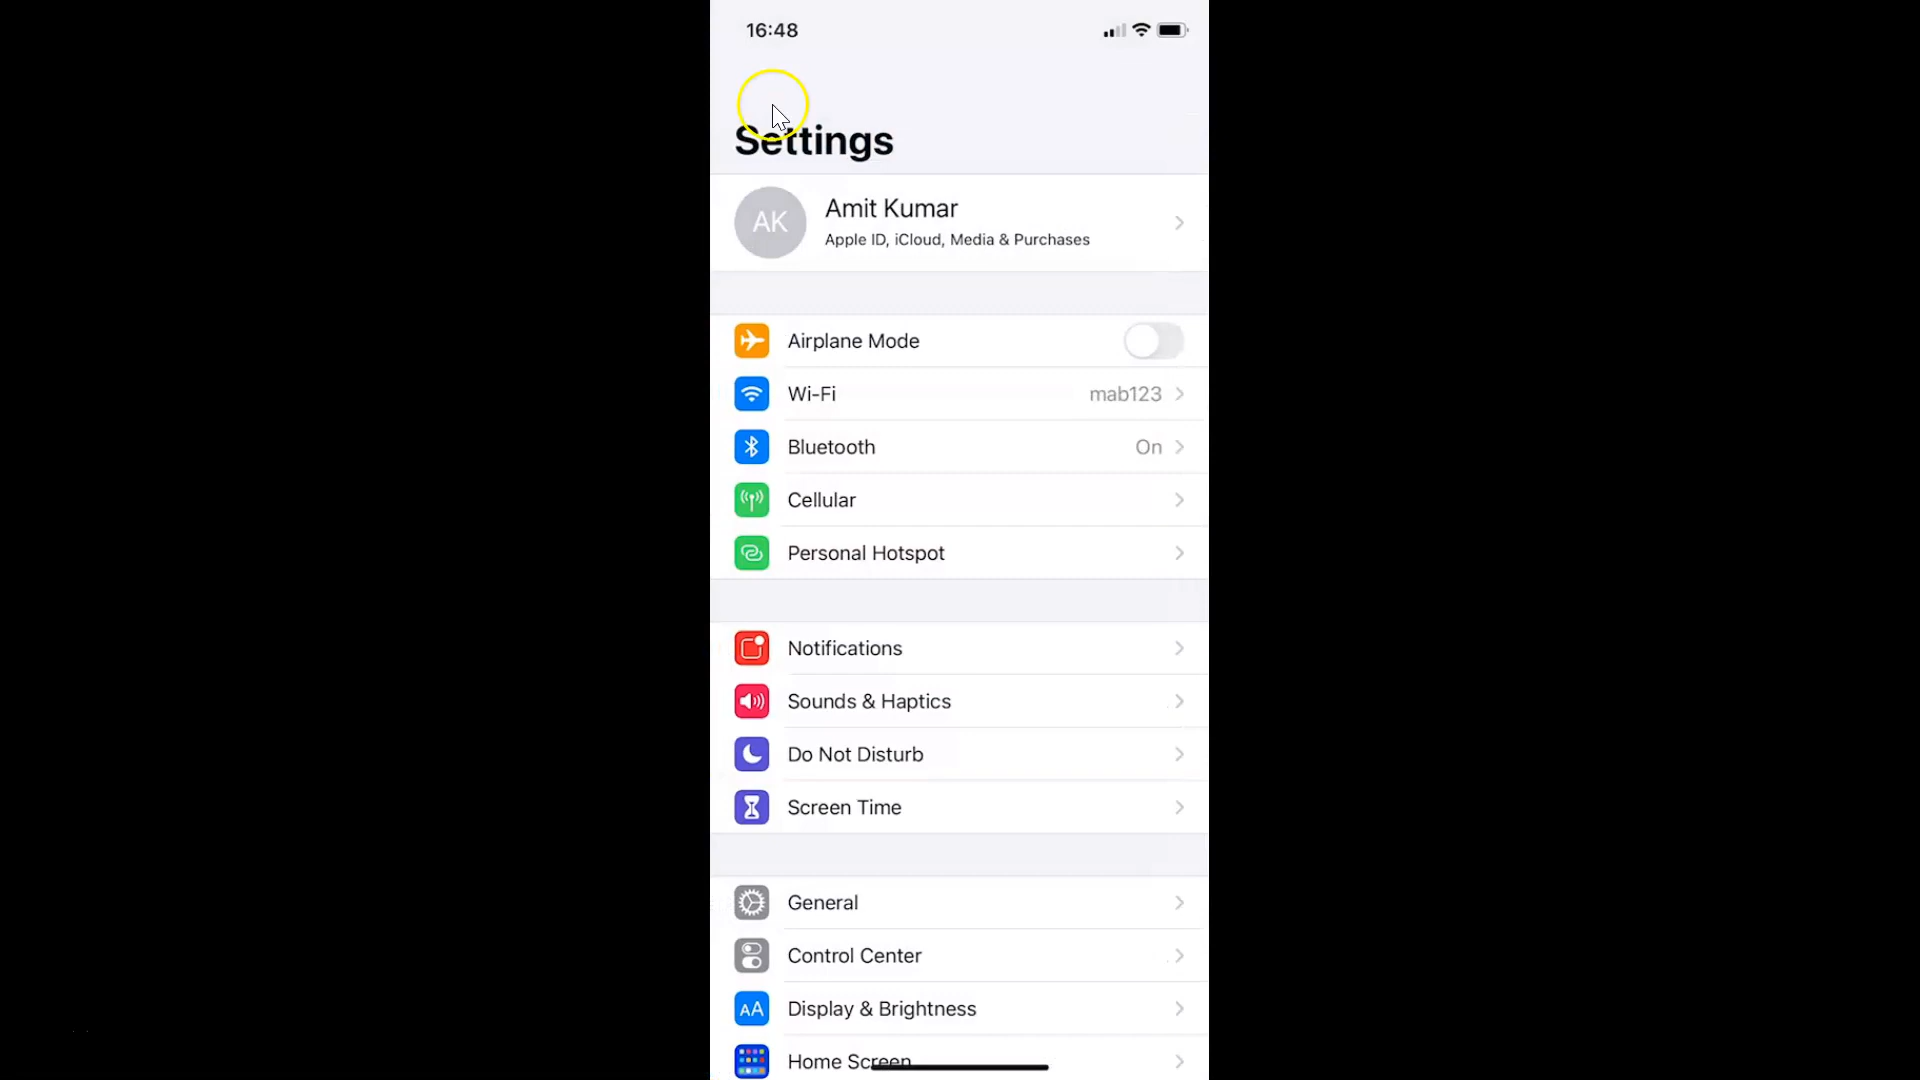 16:48
Settings
AK
Amit Kumar
Apple ID, iCloud, Media & Purchases
Airplane Mode
Wi-Fi mab123
Bluetooth On
Cellular
Personal Hotspot
Notifications
Sounds & Haptics
Do Not Disturb
Screen Time
General
Control Center
AA Display & Brightness
Home Screen